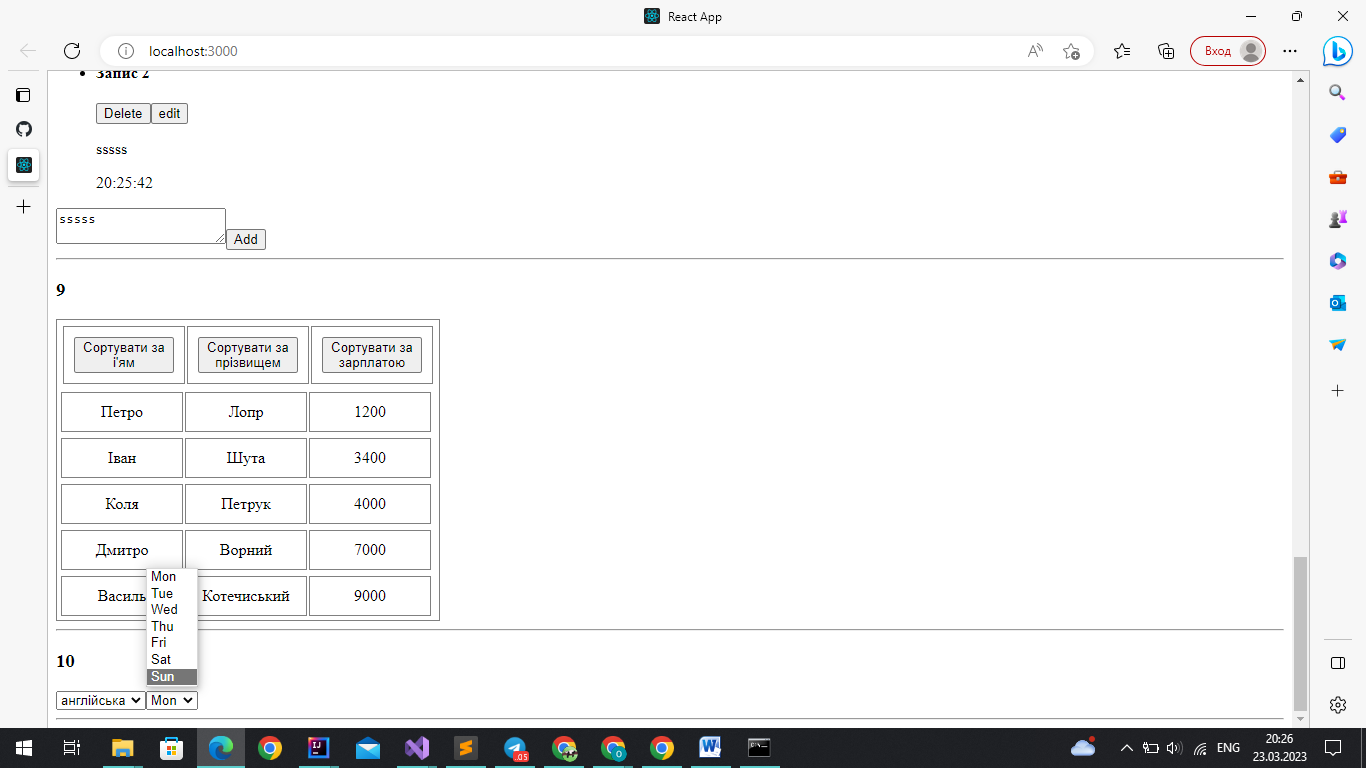 React App
localhost:3000
Вход
Запис 2
Delete edit
sssss
20:25:42
sssss
Add
9
Сортувати за і'ям
Сортувати за прізвищем
Сортувати за зарплатою
Петро Лопр 1200
Іван Шута 3400
Коля Петрук 4000
Дмитро Ворний 7000
Василь Котечиський 9000
Mon
Tue
Wed
Thu
Fri
Sat
Sun
10
англійська Mon
.05
ENG
20:26
23.03.2023